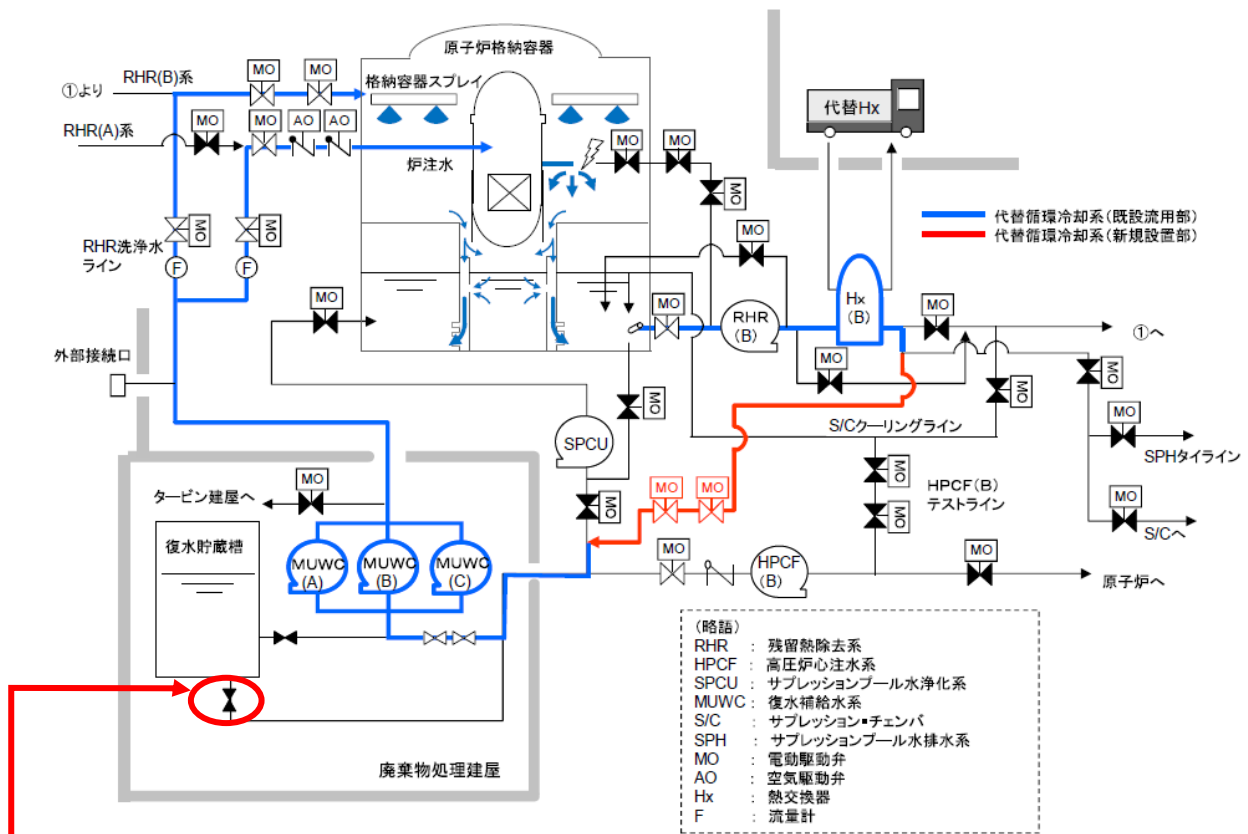 原子炉格納容器
RHR(B)系
MO
MO
①より
格納容器スプレイ
代替Hx
RHR(A)系
MO
MO
AO
AO
炉注水
MO
MO
MO
代替循環冷却系(既設流用部)
代替循環冷却系(新規設置部)
MO
MO
RHR洗浄水
ライン
F
F
MO
MO
MO
RHR
(B)
Hx
(B)
MO
①へ
MO
外部接続口
MO
MO
MO
MO
S/Cクーリングライン
MO
SPHタイライン
SPCU
MO
HPCF(B)
テストライン
MO
MO
MO
MO
MO
S/Cへ
タービン建屋へ
MO
復水貯蔵槽
MUWC
(A)
MUWC
(B)
MUWC
(C)
MO
HPCF
(B)
MO
原子炉へ
(略語)
RHR : 残留熱除去系
HPCF : 高圧炉心注水系
SPCU : サプレッションプール水浄化系
MUWC : 復水補給水系
S/C : サプレッション・チェンバ
SPH : サプレッションプール水排水系
MO : 電動駆動弁
AO : 空気駆動弁
Hx : 熱交換器
F : 流量計
廃棄物処理建屋